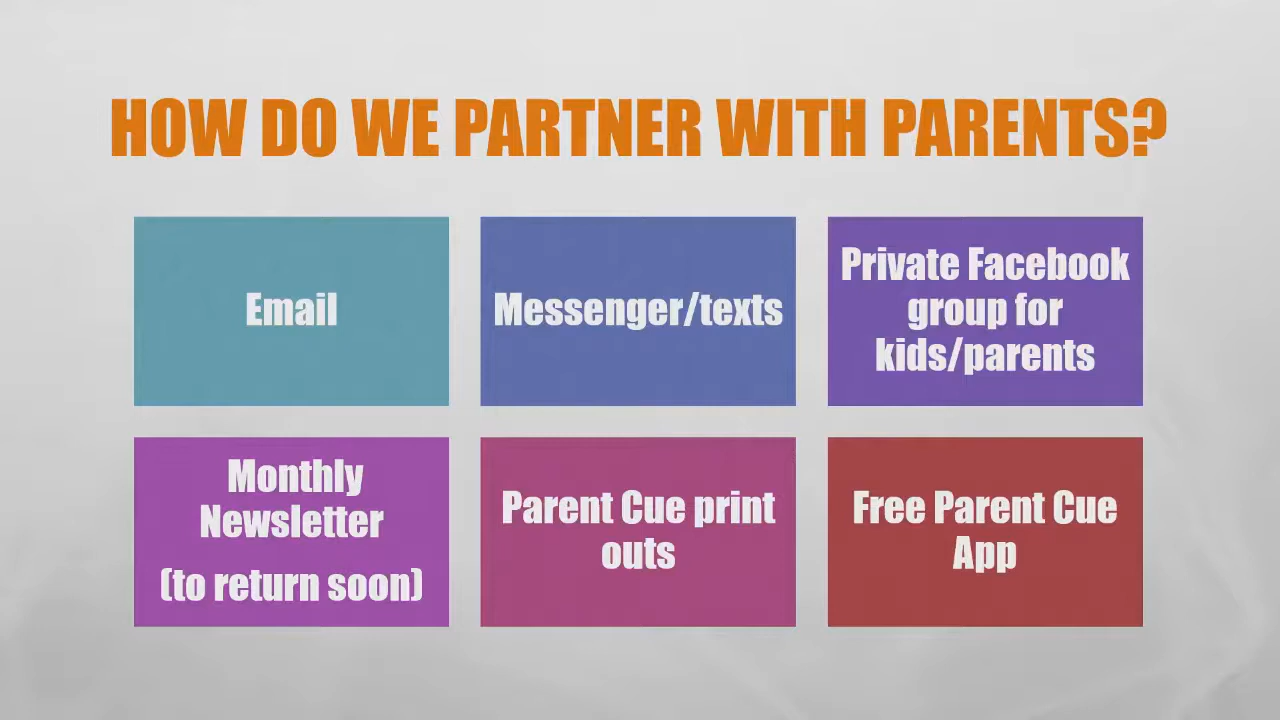 HOW DO WE PARTNER WITH PARENTS?
Email
Messenger/texts
Private Facebook
group for
kids/parents
Monthly
Newsletter
(to return soon)
Parent Cue print
outs
Free Parent Cue
App